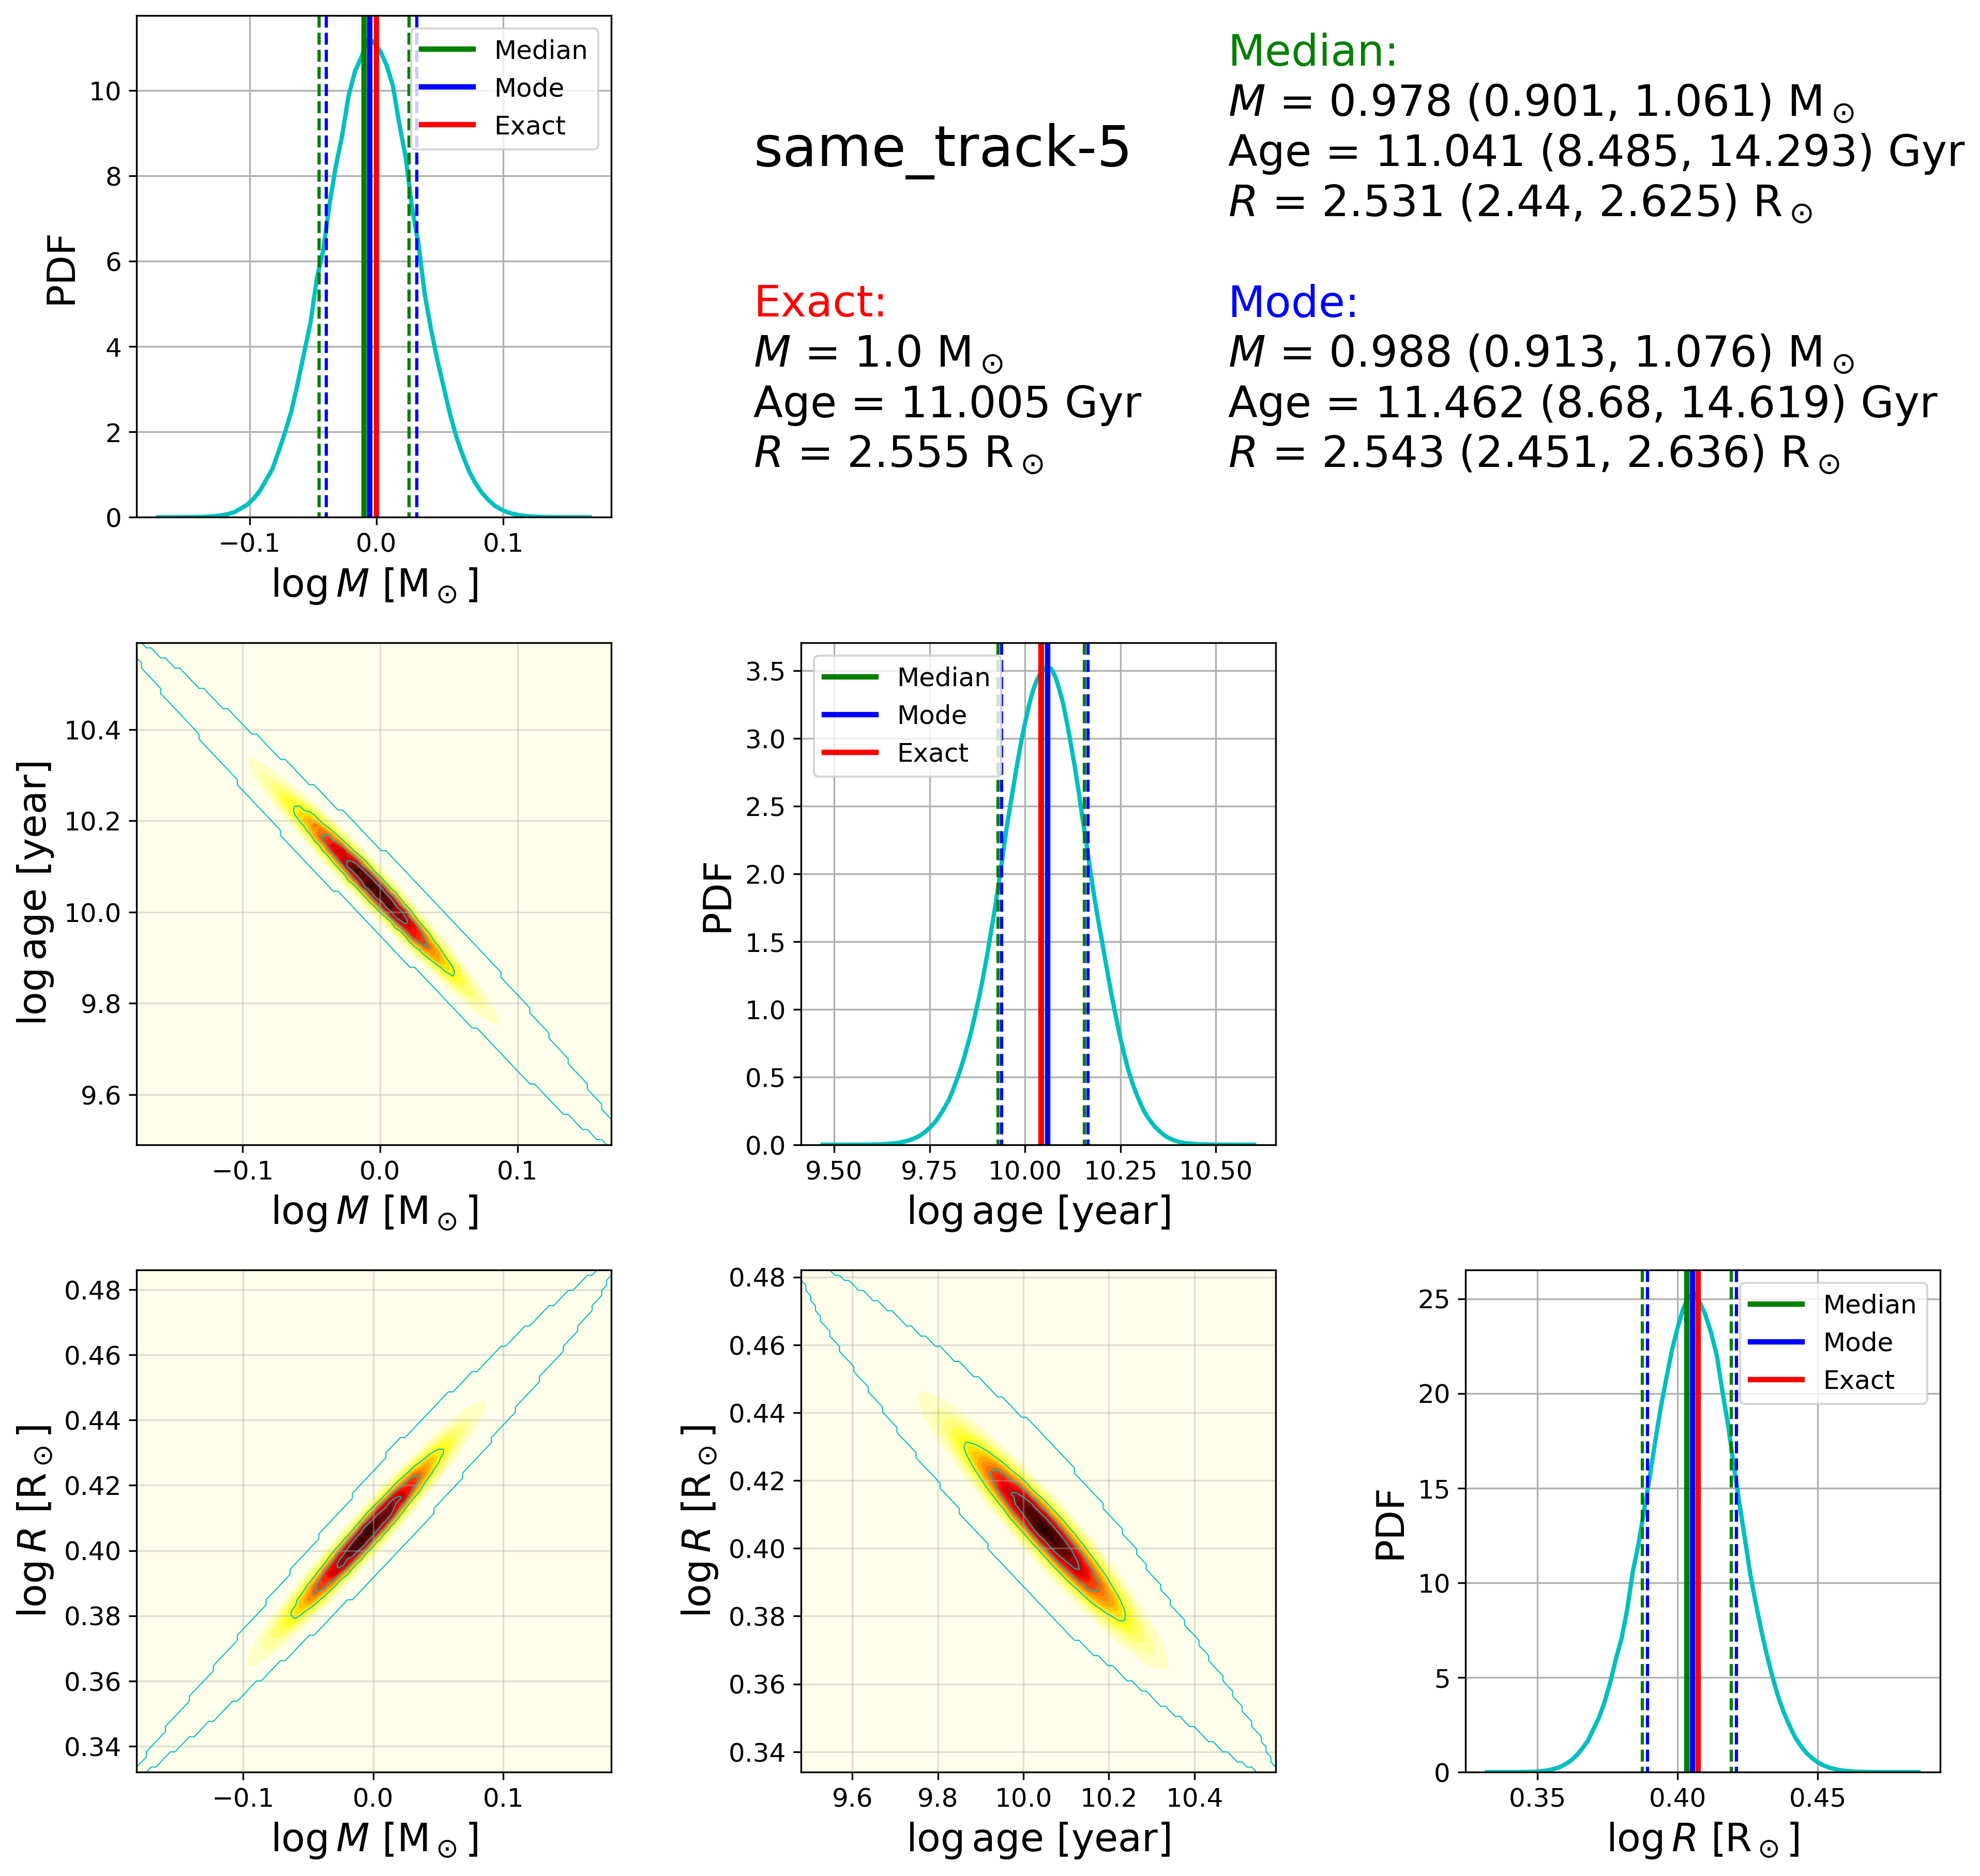 Median
Mode
Exact
PDF
10
8
6
4
2
0
−0.1
0.0
0.1
log M [M⊙]
same_track-5
Median:
M = 0.978 (0.901, 1.061) M⊙
Age = 11.041 (8.485, 14.293) Gyr
R = 2.531 (2.44, 2.625) R⊙
Exact:
M = 1.0 M⊙
Age = 11.005 Gyr
R = 2.555 R⊙
Mode:
M = 0.988 (0.913, 1.076) M⊙
Age = 11.462 (8.68, 14.619) Gyr
R = 2.543 (2.451, 2.636) R⊙
log age [year]
10.4
10.2
10.0
9.8
9.6
−0.1
0.0
0.1
log M [M⊙]
Median
Mode
Exact
PDF
3.5
3.0
2.5
2.0
1.5
1.0
0.5
0.0
9.50
9.75
10.00
10.25
10.50
log age [year]
log R [R⊙]
0.48
0.46
0.44
0.42
0.40
0.38
0.36
0.34
−0.1
0.0
0.1
log M [M⊙]
log R [R⊙]
0.48
0.46
0.44
0.42
0.40
0.38
0.36
0.34
9.6
9.8
10.0
10.2
10.4
log age [year]
Median
Mode
Exact
PDF
25
20
15
10
5
0
0.35
0.40
0.45
log R [R⊙]